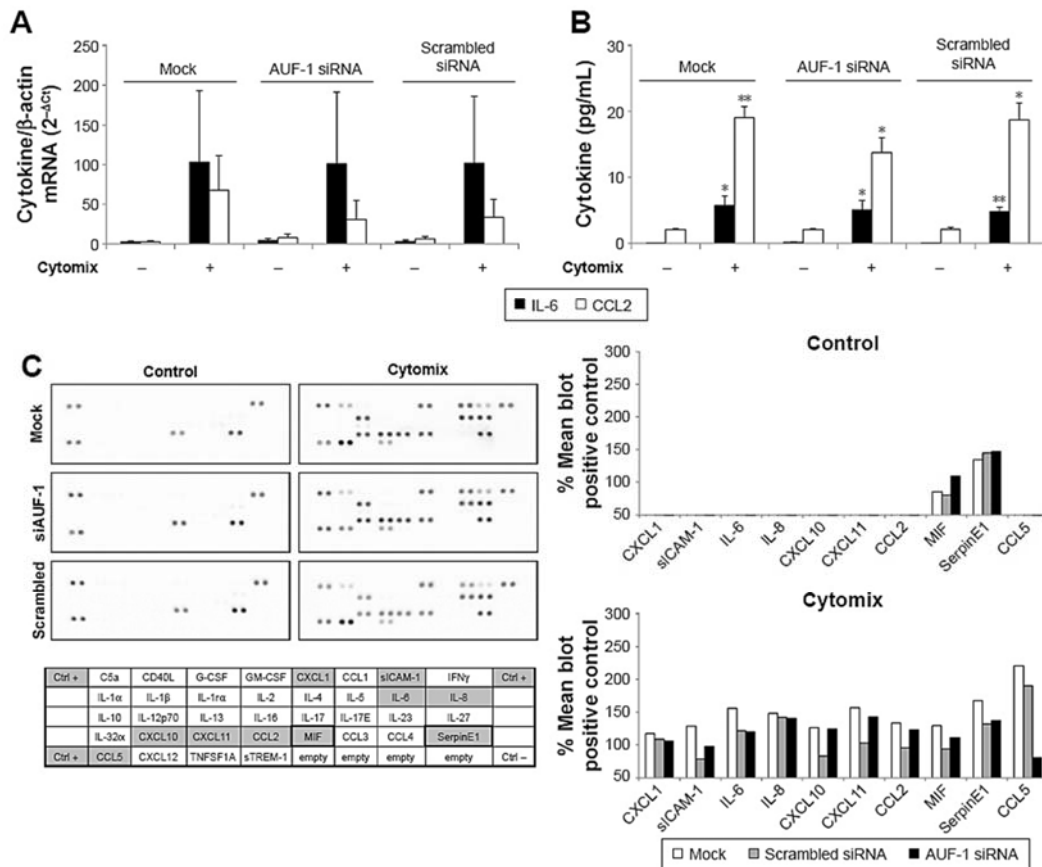 A
Cytokine/β-actin
mRNA (2⁻ΔCt)
250
200
150
100
50
0
Mock
AUF-1 siRNA
Scrambled
siRNA
Cytomix
– + – + – +
B
Cytokine (pg/mL)
30
20
10
0
Mock
AUF-1 siRNA
Scrambled
siRNA
* ** * * ** *
Cytomix
– + – + – +
IL-6 CCL2
C
Control Cytomix
Mock
siAUF-1
Scrambled
Ctrl + C5a CD40L G-CSF GM-CSF CXCL1 CCL1 sICAM-1 IFNγ Ctrl +
IL-1α IL-1β IL-1rα IL-2 IL-4 IL-5 IL-6 IL-8
IL-10 IL-12p70 IL-13 IL-16 IL-17 IL-17E IL-23 IL-27
IL-32α CXCL10 CXCL11 CCL2 MIF CCL3 CCL4 SerpinE1
Ctrl + CCL5 CXCL12 TNFSF1A sTREM-1 empty empty empty empty Ctrl –
Control
% Mean blot
positive control
300
250
200
150
100
50
CXCL1 sICAM-1 IL-6 IL-8 CXCL10 CXCL11 CCL2 MIF SerpinE1 CCL5
Cytomix
% Mean blot
positive control
300
250
200
150
100
50
CXCL1 sICAM-1 IL-6 IL-8 CXCL10 CXCL11 CCL2 MIF SerpinE1 CCL5
Mock Scrambled siRNA AUF-1 siRNA